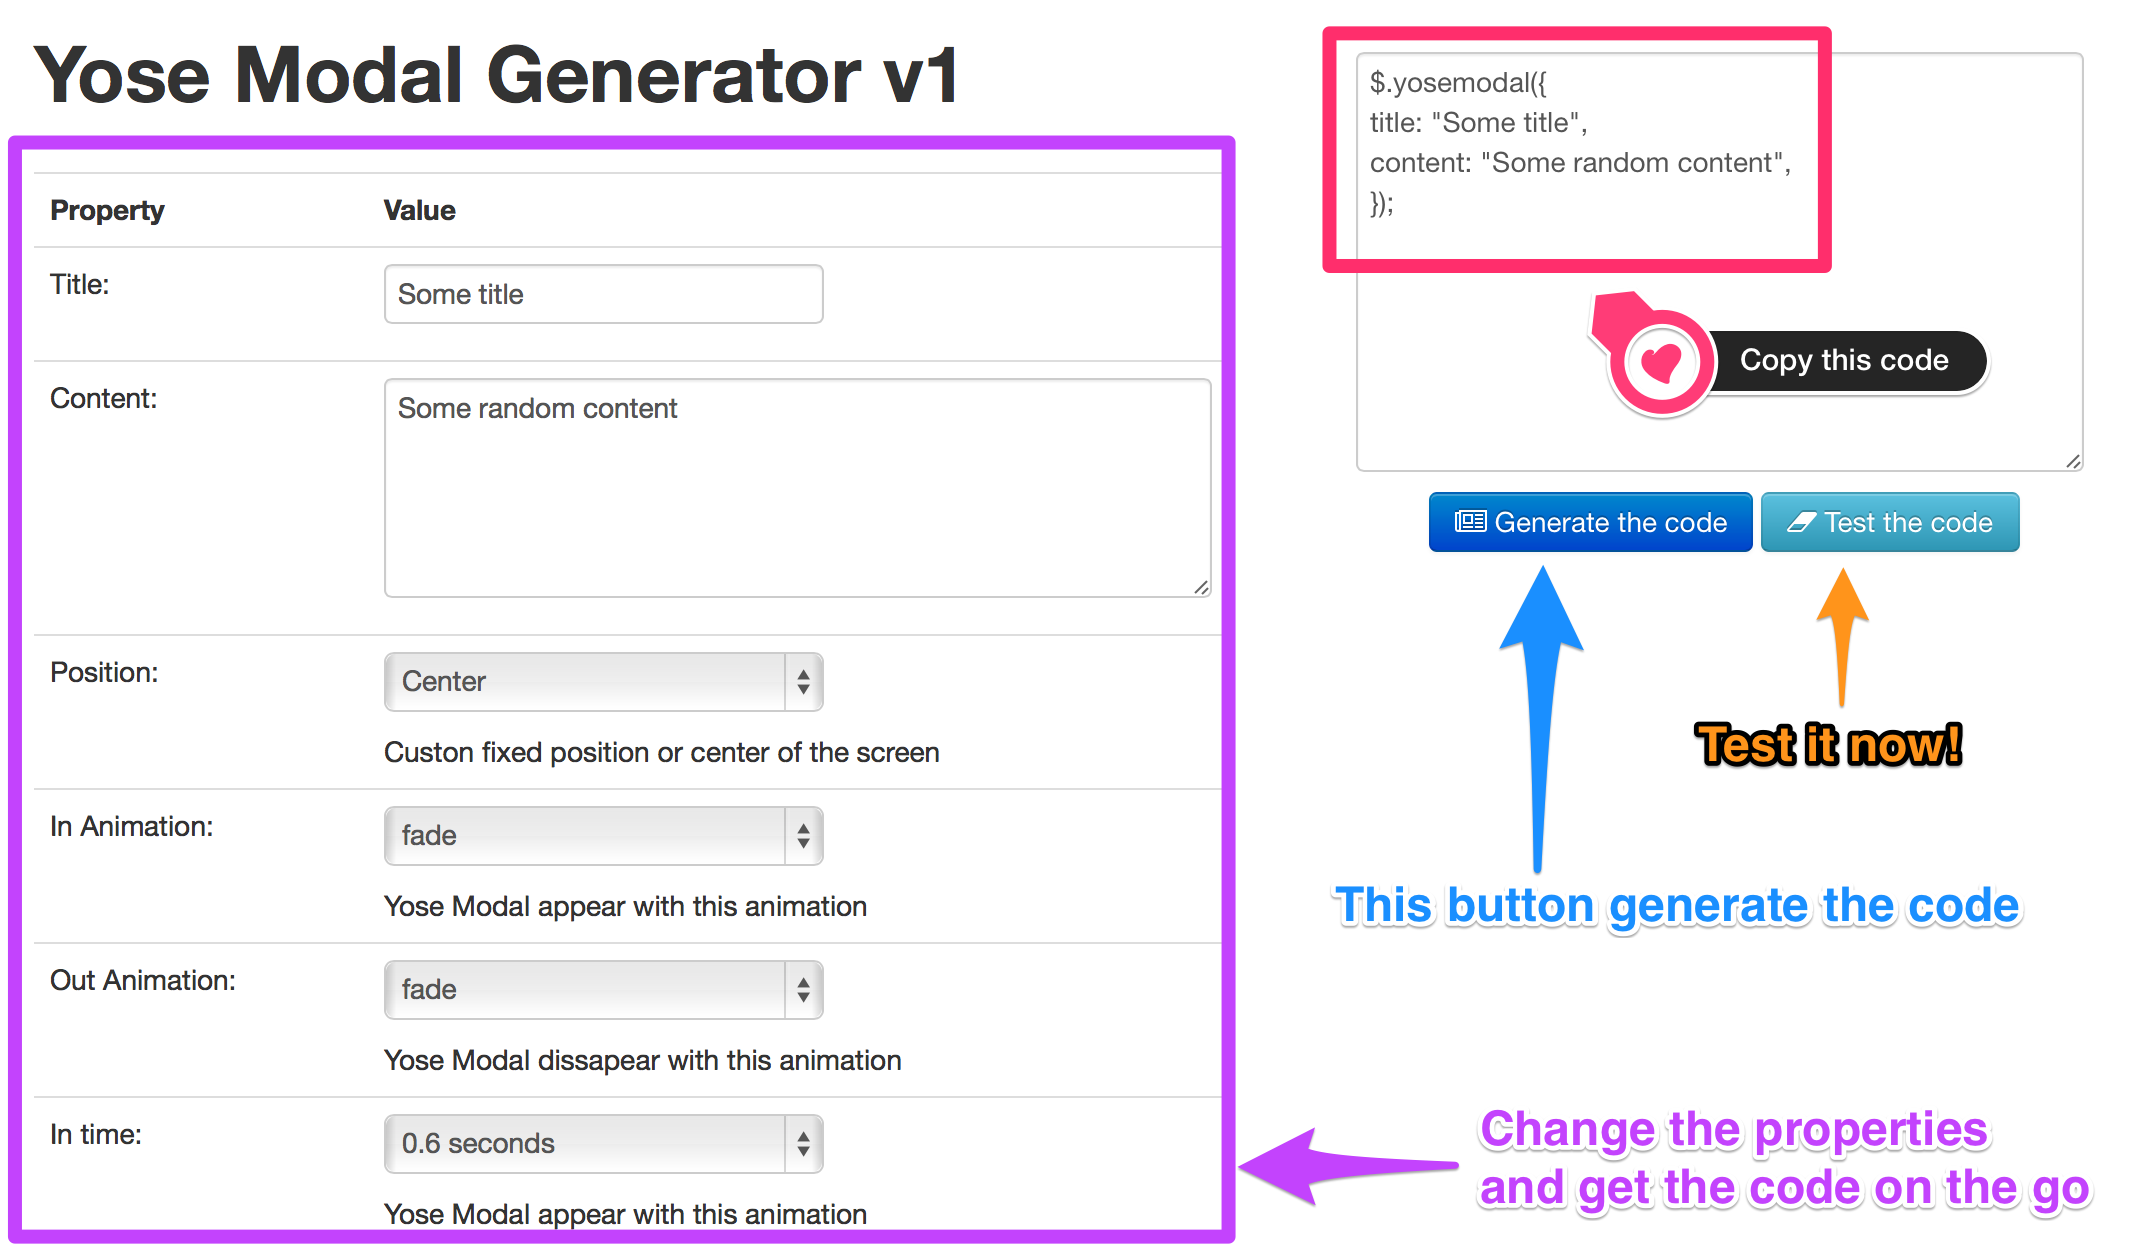 Yose Modal Generator v1
Property Value
Title: Some title
Content: Some random content
Position: Center
Custon fixed position or center of the screen
In Animation: fade
Yose Modal appear with this animation
Out Animation: fade
Yose Modal dissapear with this animation
In time: 0.6 seconds
Yose Modal appear with this animation
$.yosemodal({
title: "Some title",
content: "Some random content",
});
Copy this code
Generate the code
Test the code
Test it now!
This button generate the code
Change the properties
and get the code on the go